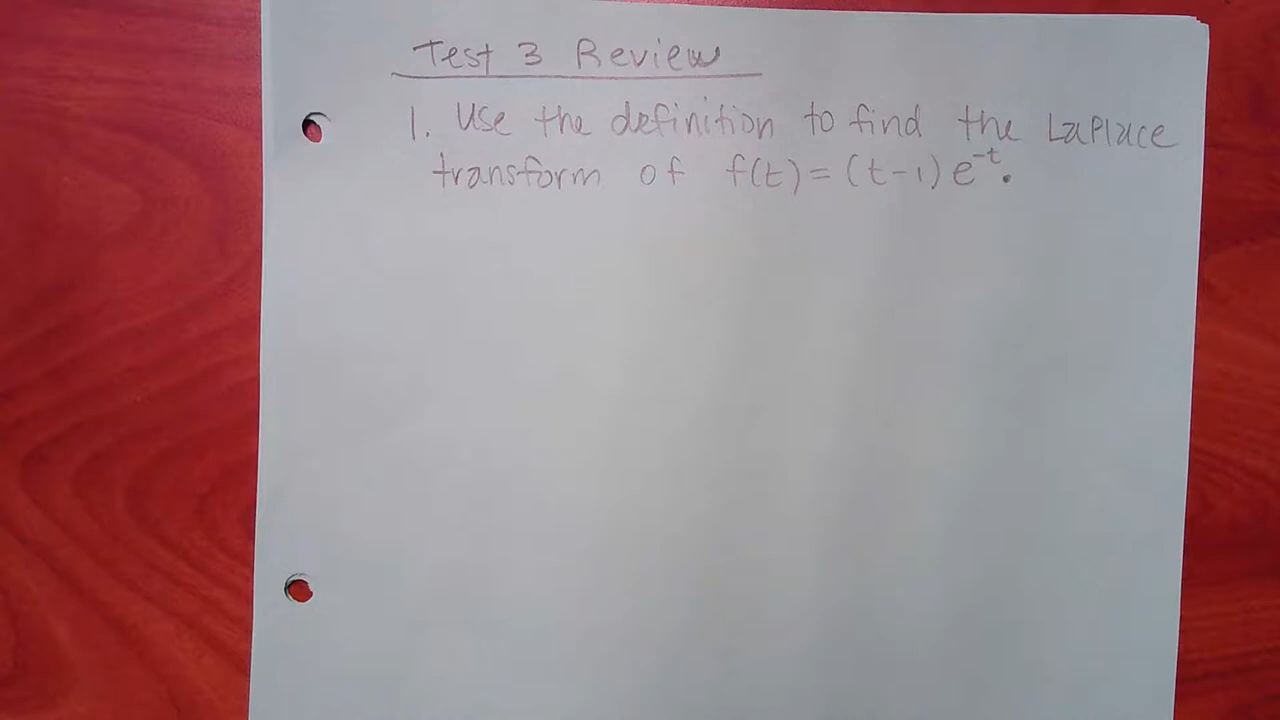 Test 3 Review
1. Use the definition to find the Laplace
transform of f(t) = (t-1) e^{-t}.